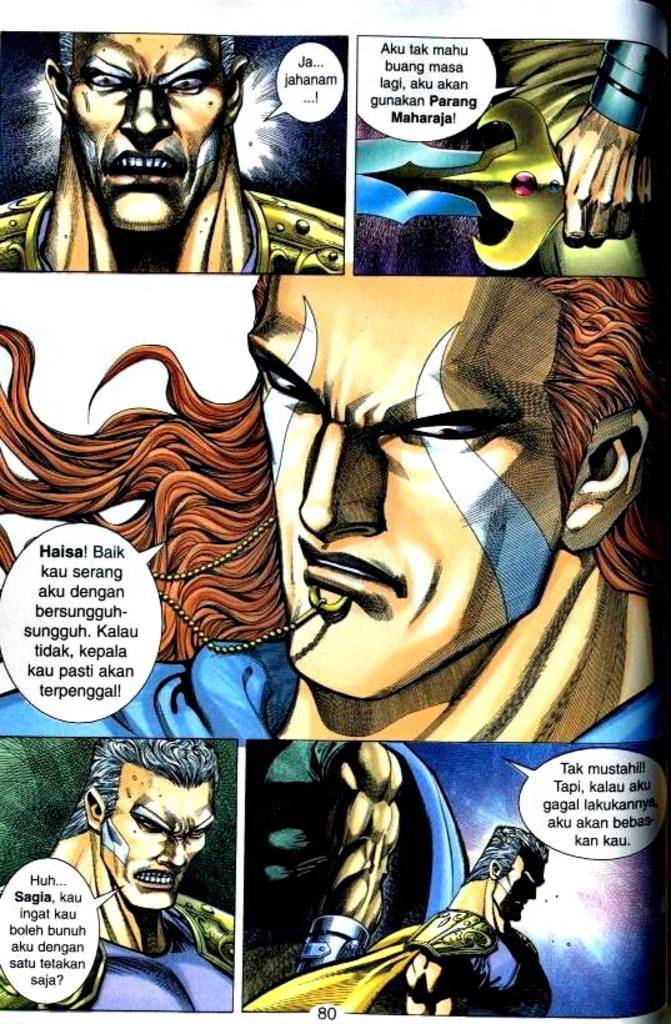 Ja...
jahanam
...!
Aku tak mahu
buang masa
lagi, aku akan
gunakan Parang
Maharaja!
Haisa! Baik
kau serang
aku dengan
bersungguh-
sungguh. Kalau
tidak, kepala
kau pasti akan
terpenggal!
Huh...
Sagia, kau
ingat kau
boleh bunuh
aku dengan
satu tetakan
saja?
Tak mustahil!
Tapi, kalau aku
gagal lakukannya,
aku akan bebas-
kan kau.
80